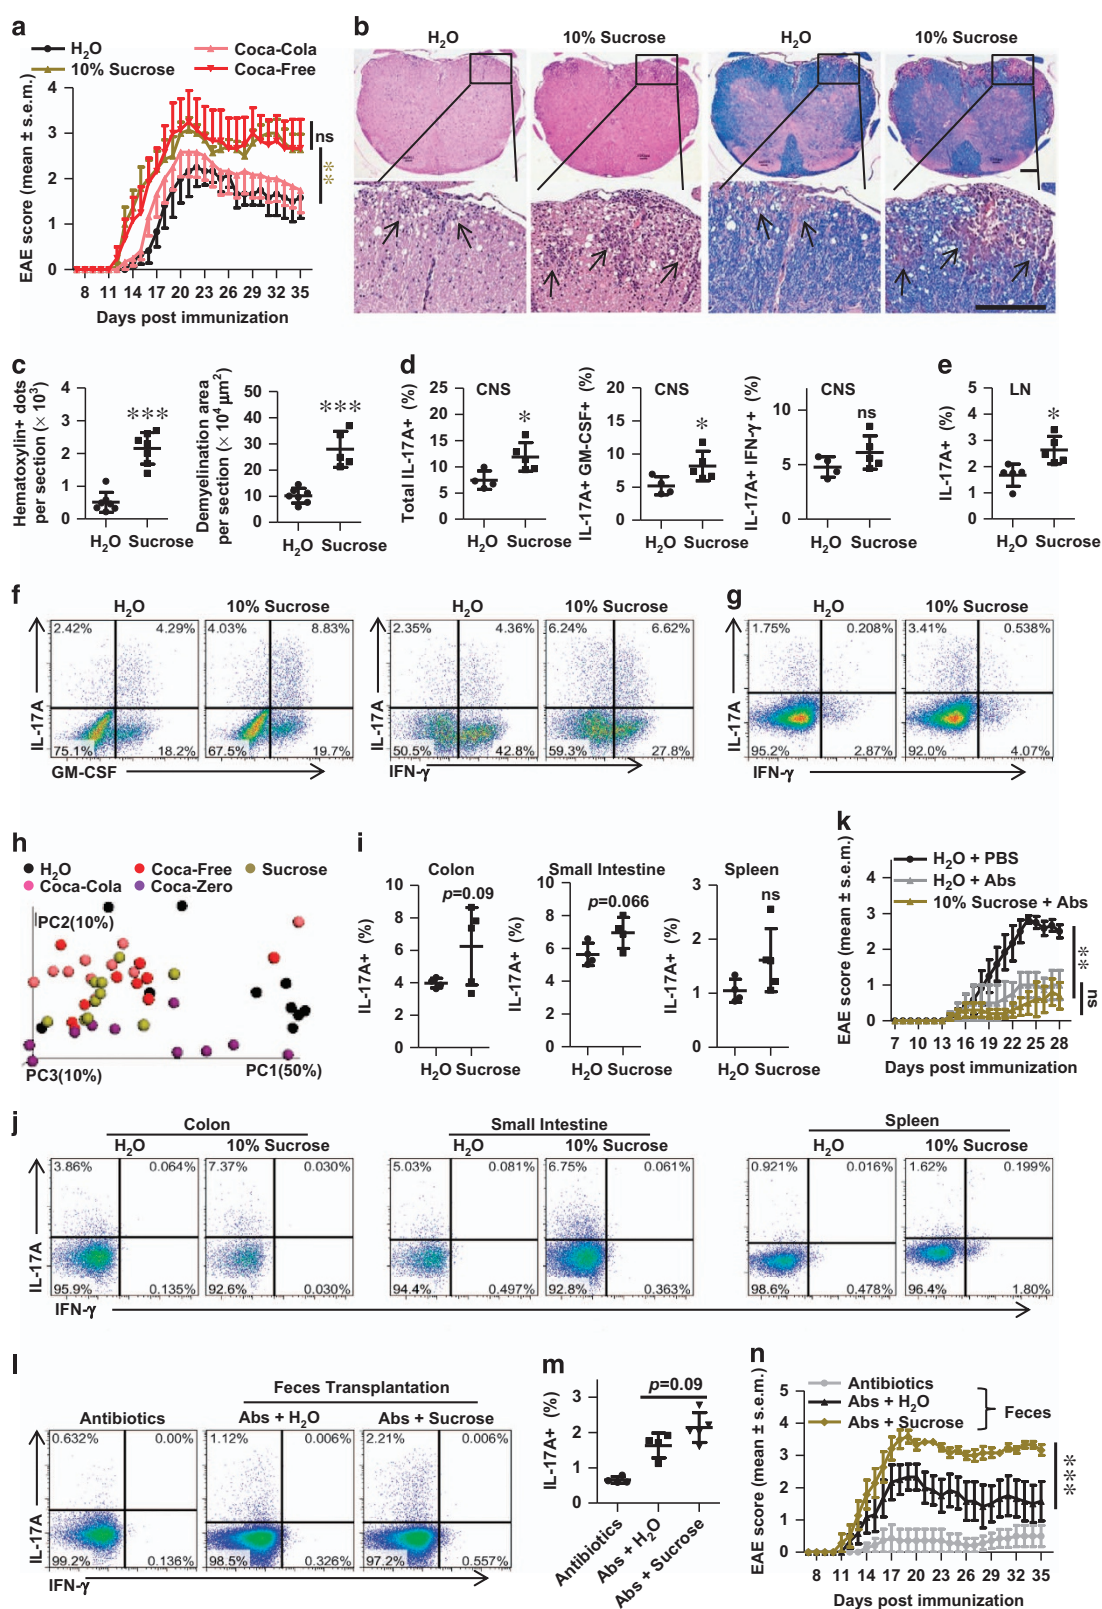 a
H2O
Coca-Cola
10% Sucrose
Coca-Free
EAE score (mean ± s.e.m.)
4
3
2
1
0
ns
**
8 11 14 17 20 23 26 29 32 35
Days post immunization
b
H2O 10% Sucrose H2O 10% Sucrose
c
Hematoxylin+ dots
per section (× 10³)
4
3
2
1
0
***
H2O Sucrose
Demyelination area
per section (× 10⁴ μm²)
50
40
30
20
10
0
***
H2O Sucrose
d
Total IL-17A+ (%)
25
20
15
10
5
0
CNS
*
H2O Sucrose
IL-17A+ GM-CSF+ (%)
20
15
10
5
0
CNS
*
H2O Sucrose
IL-17A+ IFN-γ+ (%)
10
5
0
CNS
ns
H2O Sucrose
e
IL-17A+ (%)
5
4
3
2
1
0
LN
*
H2O Sucrose
f
H2O 10% Sucrose
2.42% 4.29% 4.03% 8.83%
IL-17A
75.1% 18.2% 67.5% 19.7%
GM-CSF
H2O 10% Sucrose
2.35% 4.36% 6.24% 6.62%
IL-17A
50.5% 42.8% 59.3% 27.8%
IFN-γ
g
H2O 10% Sucrose
1.75% 0.208% 3.41% 0.538%
IL-17A
95.2% 2.87% 92.0% 4.07%
IFN-γ
h
H2O Coca-Free Sucrose
Coca-Cola Coca-Zero
PC2(10%)
PC3(10%)
PC1(50%)
i
Colon
IL-17A+ (%)
10
8
6
4
2
0
p=0.09
H2O Sucrose
Small Intestine
IL-17A+ (%)
10
8
6
4
2
0
p=0.066
H2O Sucrose
Spleen
IL-17A+ (%)
3
2
1
0
ns
H2O Sucrose
k
H2O + PBS
H2O + Abs
10% Sucrose + Abs
EAE score (mean ± s.e.m.)
4
3
2
1
0
**
ns
7 10 13 16 19 22 25 28
Days post immunization
j
Colon
H2O 10% Sucrose
3.86% 0.064% 7.37% 0.030%
IL-17A
95.9% 0.135% 92.6% 0.030%
Small Intestine
H2O 10% Sucrose
5.03% 0.081% 6.75% 0.061%
94.4% 0.497% 92.8% 0.363%
Spleen
H2O 10% Sucrose
0.921% 0.016% 1.62% 0.199%
98.6% 0.478% 96.4% 1.80%
IFN-γ
l
Feces Transplantation
Antibiotics Abs + H2O Abs + Sucrose
0.632% 0.00% 1.12% 0.006% 2.21% 0.006%
IL-17A
99.2% 0.136% 98.5% 0.326% 97.2% 0.557%
IFN-γ
m
IL-17A+ (%)
3
2
1
0
p=0.09
Antibiotics
Abs + H2O
Abs + Sucrose
n
Antibiotics
Abs + H2O
Abs + Sucrose
Feces
EAE score (mean ± s.e.m.)
5
4
3
2
1
0
***
8 11 14 17 20 23 26 29 32 35
Days post immunization